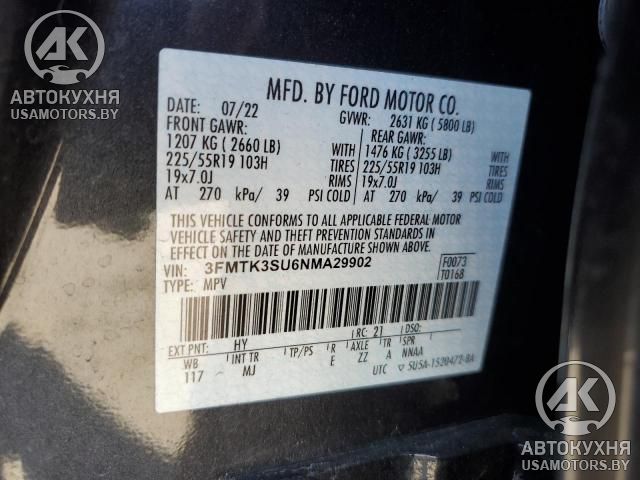 АК
АВТОКУХНЯ
BY USAMOTORS.BY
MFD. BY FORD MOTOR CO.
DATE: 07/22 GVWR: 2631 KG ( 5800 LB)
FRONT GAWR: REAR GAWR:
1207 KG ( 2660 LB) WITH 1476 KG ( 3255 LB) WITH
225/55R19 103H TIRES 225/55R19 103H TIRES
19x7.0J RIMS 19x7.0J RIMS
AT 270 kPa/ 39 PSI COLD AT 270 kPa/ 39 PSI COLD
THIS VEHICLE CONFORMS TO ALL APPLICABLE FEDERAL MOTOR
VEHICLE SAFETY AND THEFT PREVENTION STANDARDS IN
EFFECT ON THE DATE OF MANUFACTURE SHOWN ABOVE.
VIN: 3FMTK3SU6NMA29902 F0073
TYPE: MPV T0168
EXT PNT: HY RC: 21 DSO:
WB INT TR TP/PS R AXLE TR SPR
117 MJ E ZZ A NNAA
UTC 5U5A-1520472-BA
АК
АВТОКУХНЯ
USAMOTORS.BY